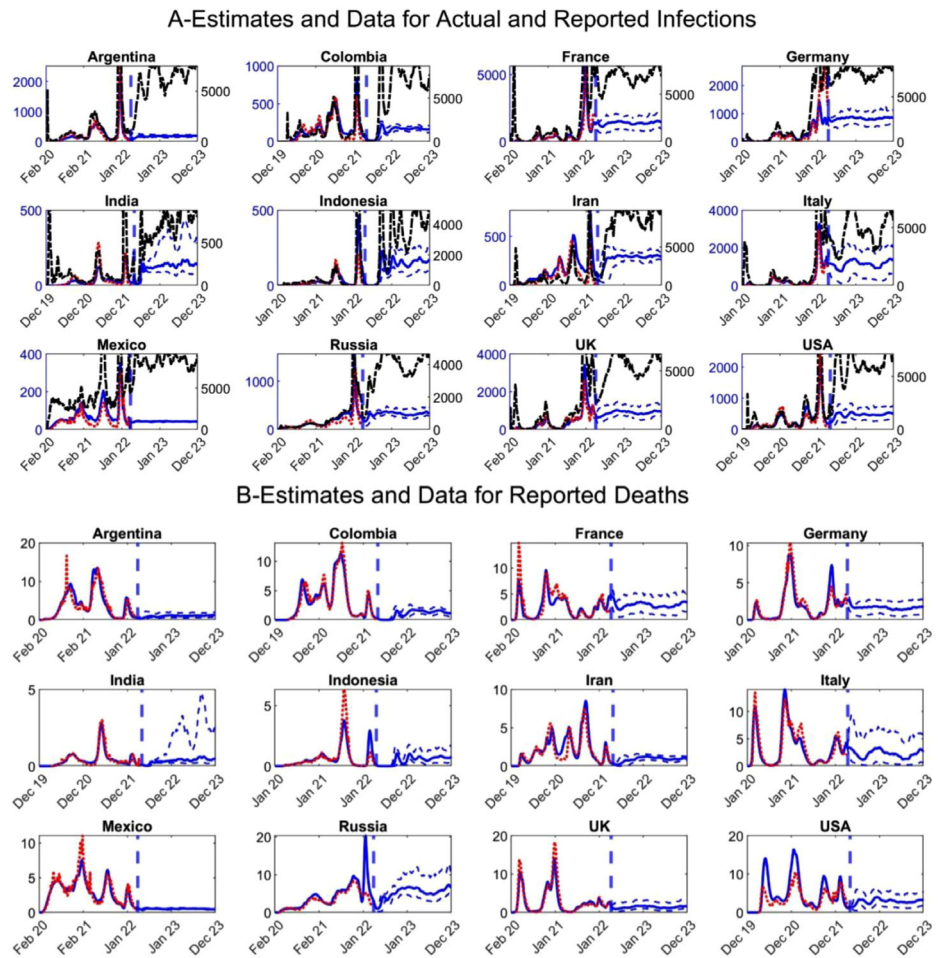 A-Estimates and Data for Actual and Reported Infections
Argentina Colombia France Germany
2000 1000 0 5000 0
1000 500 0 5000 0
5000 0 5000 0
2000 1000 0 5000 0
Feb 20 Feb 21 Jan 22 Jan 23 Dec 23
Dec 19 Dec 20 Dec 21 Dec 22 Dec 23
Feb 20 Jan 21 Jan 22 Jan 23 Dec 23
Jan 20 Jan 21 Jan 22 Jan 23 Dec 23
India Indonesia Iran Italy
500 0 500 0
500 0 4000 2000 0
500 0 5000 0
4000 2000 0 5000 0
Dec 19 Dec 20 Dec 21 Dec 22 Dec 23
Jan 20 Jan 21 Jan 22 Jan 23 Dec 23
Dec 19 Dec 20 Dec 21 Dec 22 Dec 23
Jan 20 Jan 21 Jan 22 Jan 23 Dec 23
Mexico Russia UK USA
400 200 0 5000 0
1000 0 4000 2000 0
4000 2000 0 5000 0
2000 1000 0 5000 0
Feb 20 Feb 21 Jan 22 Jan 23 Dec 23
Feb 20 Jan 21 Jan 22 Jan 23 Dec 23
Feb 20 Jan 21 Jan 22 Jan 23 Dec 23
Dec 19 Dec 20 Dec 21 Dec 22 Dec 23
B-Estimates and Data for Reported Deaths
Argentina Colombia France Germany
20 10 0
10 5 0
10 5 0
10 5 0
Feb 20 Feb 21 Jan 22 Jan 23 Dec 23
Dec 19 Dec 20 Dec 21 Dec 22 Dec 23
Feb 20 Jan 21 Jan 22 Jan 23 Dec 23
Jan 20 Jan 21 Jan 22 Jan 23 Dec 23
India Indonesia Iran Italy
5 0
5 0
10 5 0
10 5 0
Dec 19 Dec 20 Dec 21 Dec 22 Dec 23
Jan 20 Jan 21 Jan 22 Jan 23 Dec 23
Dec 19 Dec 20 Dec 21 Dec 22 Dec 23
Jan 20 Jan 21 Jan 22 Jan 23 Dec 23
Mexico Russia UK USA
10 5 0
20 10 0
20 10 0
20 10 0
Feb 20 Feb 21 Jan 22 Jan 23 Dec 23
Feb 20 Jan 21 Jan 22 Jan 23 Dec 23
Feb 20 Jan 21 Jan 22 Jan 23 Dec 23
Dec 19 Dec 20 Dec 21 Dec 22 Dec 23